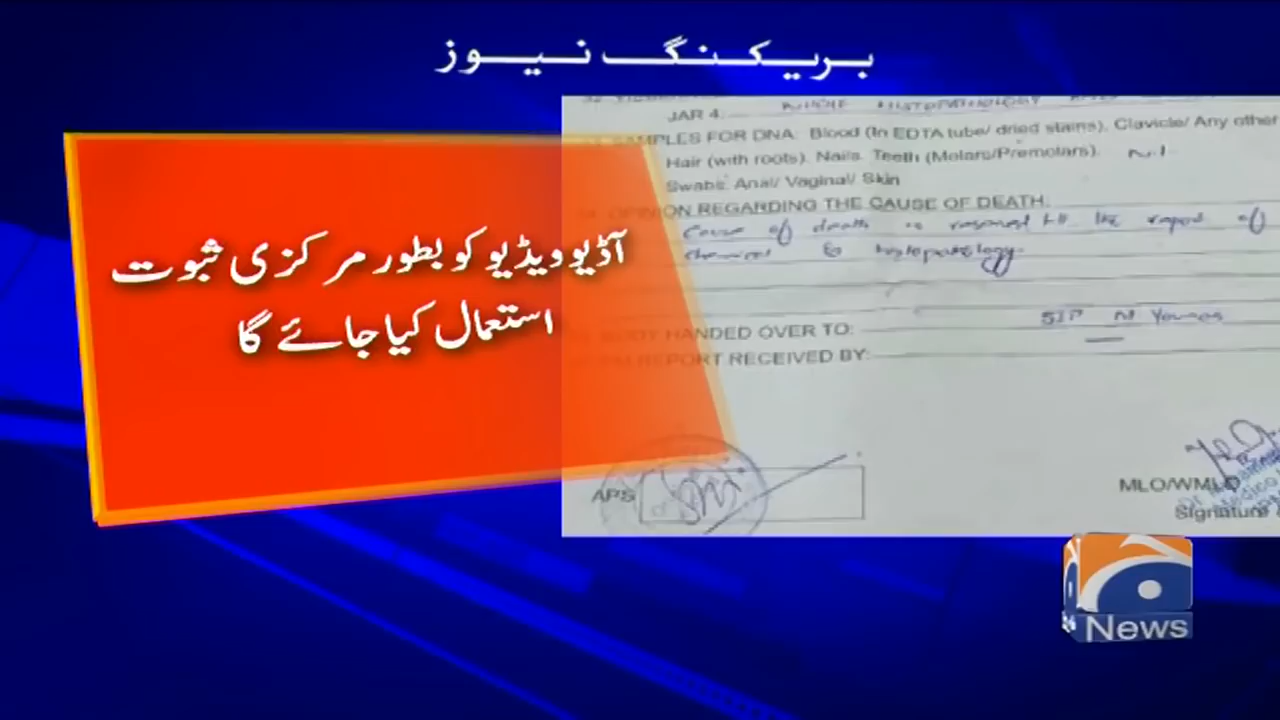 بریکنگ نیوز
آڈیو ویڈیو کو بطور مرکزی ثبوت
استعمال کیا جائے گا
JAR 4.
SAMPLES FOR DNA: Blood (In EDTA tube/ dried stains), Clavicle/ Any other
Hair (with roots). Nails. Teeth (Molars/Premolars).
Swabs: Anal/ Vaginal/ Skin
OPINION REGARDING THE CAUSE OF DEATH.
Cause of death is reserved till the report of
chemical &
HANDED OVER TO:
REPORT RECEIVED BY:
APS
MLO/WMLO
Signature
News